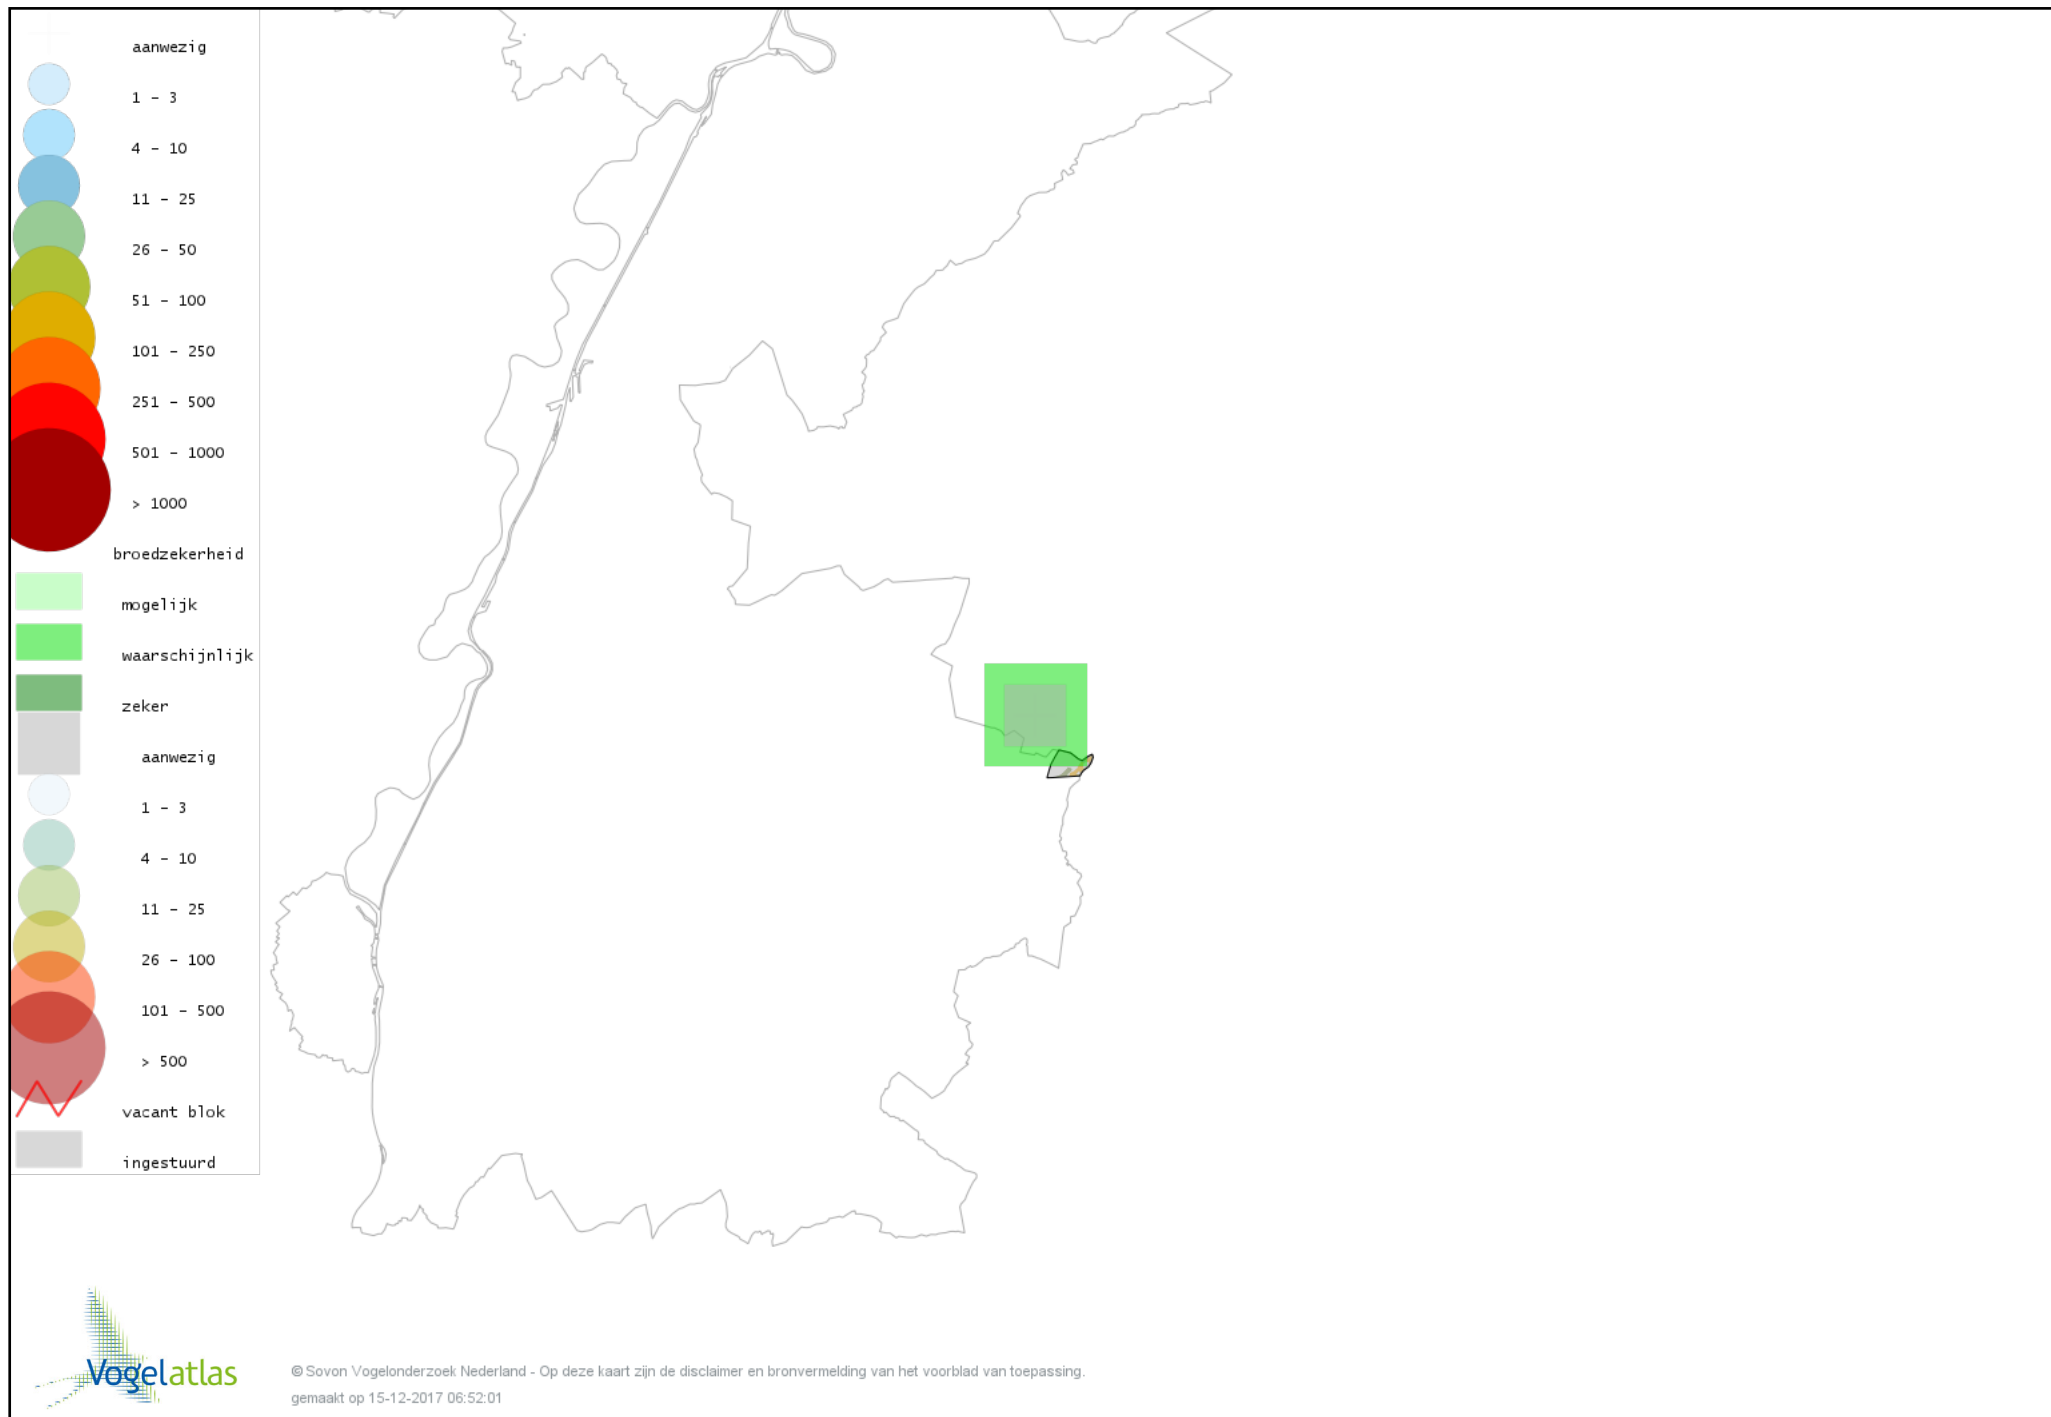 aanwezig
1 - 3
4 - 10
11 - 25
26 - 50
51 - 100
101 - 250
251 - 500
501 - 1000
> 1000
broedzekerheid
mogelijk
waarschijnlijk
zeker
aanwezig
1 - 3
4 - 10
11 - 25
26 - 100
101 - 500
> 500
vacant blok
ingestuurd
Vogelatlas
© Sovon Vogelonderzoek Nederland - Op deze kaart zijn de disclaimer en bronvermelding van het voorblad van toepassing.
gemaakt op 15-12-2017 06:52:01